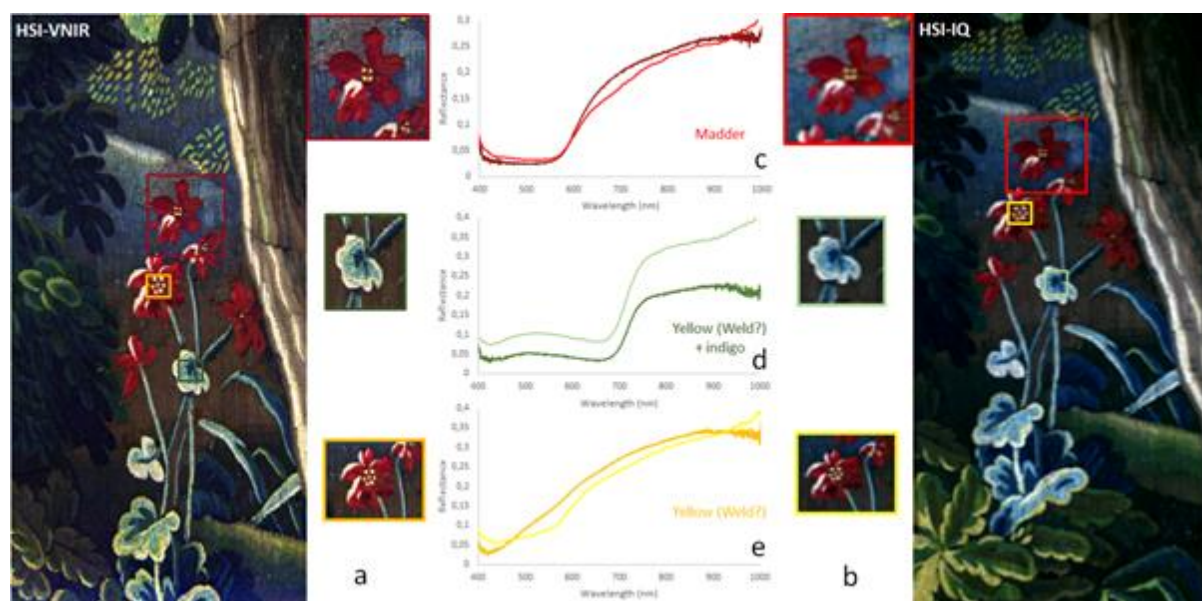 HSI-VNIR
HSI-IQ
0,3
0,25
0,2
0,15
0,1
0,05
0
Reflectance
Madder
c
400 500 600 700 800 900 1000
Wavelength (nm)
0,4
0,35
0,3
0,25
0,2
0,15
0,1
0,05
0
Reflectance
Yellow (Weld?)
+ indigo
d
400 500 600 700 800 900 1000
Wavelength (nm)
0,4
0,35
0,3
0,25
0,2
0,15
0,1
0,05
0
Reflectance
Yellow (Weld?)
e
400 500 600 700 800 900 1000
Wavelength (nm)
a
b